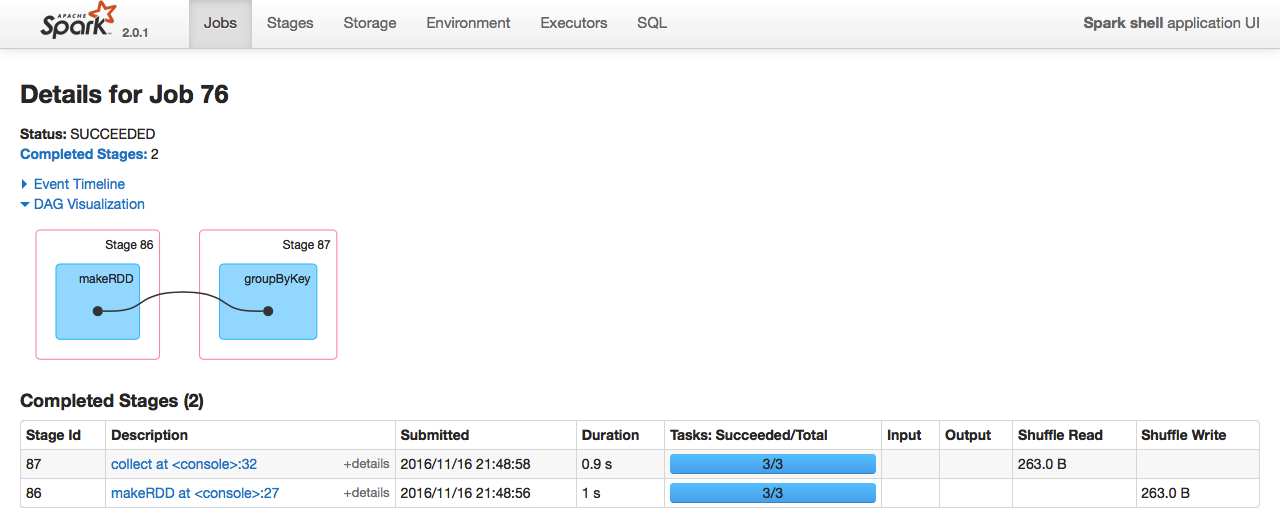 APACHE Spark 2.0.1 Jobs Stages Storage Environment Executors SQL Spark shell application UI
Details for Job 76
Status: SUCCEEDED
Completed Stages: 2
Event Timeline
DAG Visualization
Stage 86 Stage 87
makeRDD groupByKey
Completed Stages (2)
Stage Id Description Submitted Duration Tasks: Succeeded/Total Input Output Shuffle Read Shuffle Write
87 collect at <console>:32 +details 2016/11/16 21:48:58 0.9 s 3/3 263.0 B
86 makeRDD at <console>:27 +details 2016/11/16 21:48:56 1 s 3/3 263.0 B